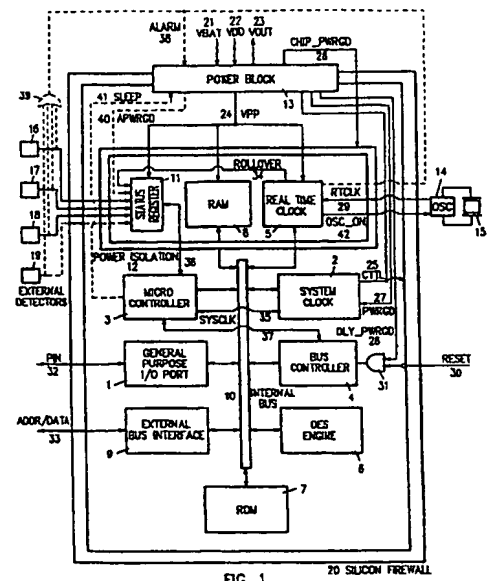 ALARM
38
21
VBAT
22
VDD
23
VOUT
CHIP_PWRGD
28
POWER BLOCK
13
39
41 SLEEP
40 APWRGD
24 VPP
16
17
18
19
EXTERNAL
DETECTORS
11
STATUS
REGISTER
ROLLOVER
34
RAM
8
REAL TIME
CLOCK
5
RTCLK
29
OSC_ON
42
14
OSC
15
POWER ISOLATION
12
36
MICRO
CONTROLLER
3
2
SYSTEM
CLOCK
25
CTTL
27
PWRGD
35
SYSCLK
37
DLY_PWRGD
26
PIN
32
GENERAL
PURPOSE
I/O PORT
1
BUS
CONTROLLER
4
31
RESET
30
10
INTERNAL
BUS
ADDR/DATA
33
EXTERNAL
BUS INTERFACE
9
DES
ENGINE
6
ROM
7
20 SILICON FIREWALL
FIG. 1